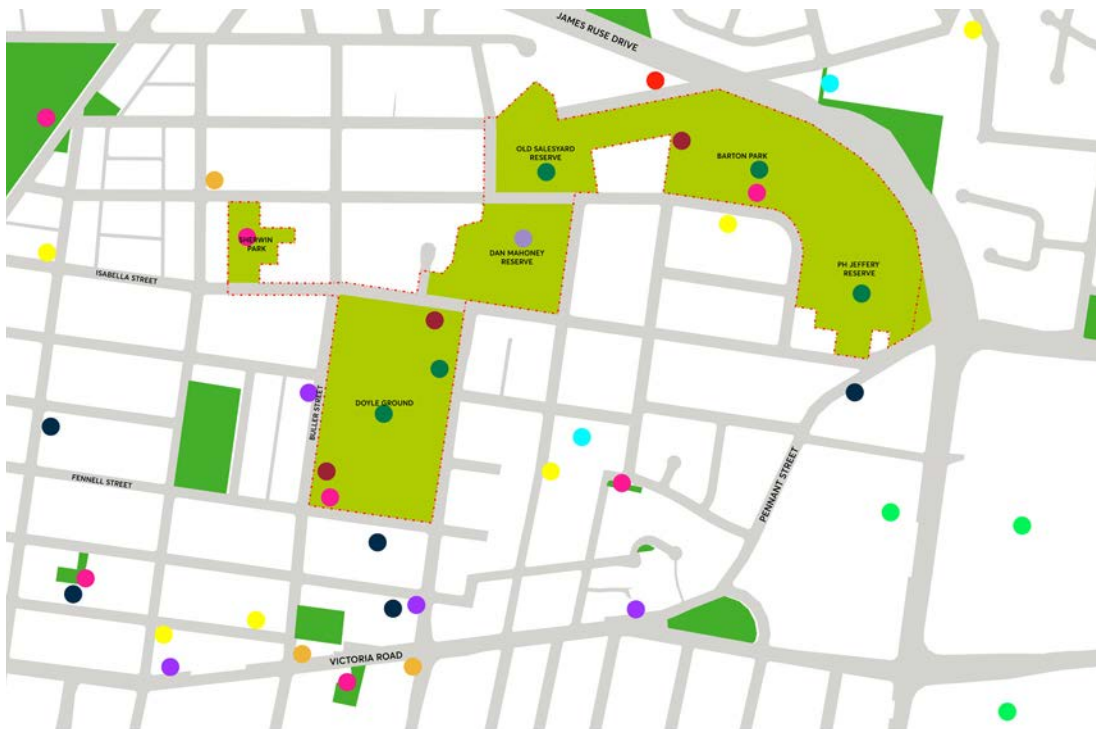 JAMES RUSE DRIVE
OLD SALESYARD
RESERVE
BARTON PARK
SHERWIN
PARK
DAN MAHONEY
RESERVE
PH JEFFERY
RESERVE
ISABELLA STREET
DOYLE GROUND
BULLER STREET
FENNELL STREET
PENNANT STREET
VICTORIA ROAD